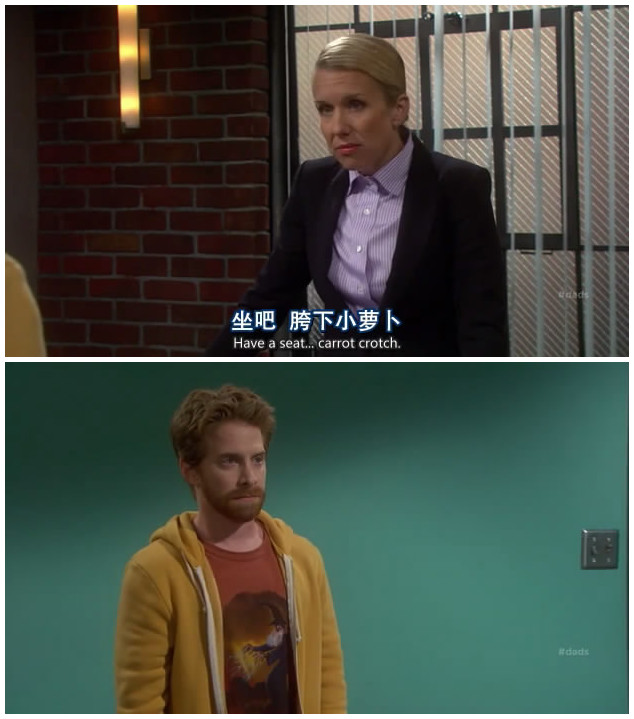 #dads
坐吧 胯下小萝卜
Have a seat... carrot crotch.
#dads